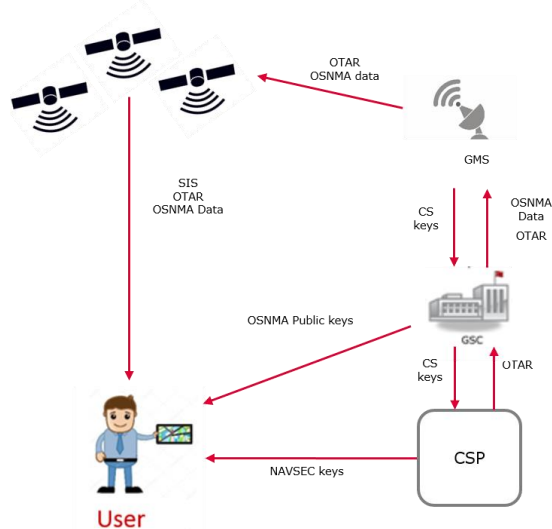 OTAR
OSNMA data
GMS
SIS
OTAR
OSNMA Data
CS
keys
OSNMA
Data
OTAR
OSNMA Public keys
GSC
CS
keys
OTAR
CSP
NAVSEC keys
User